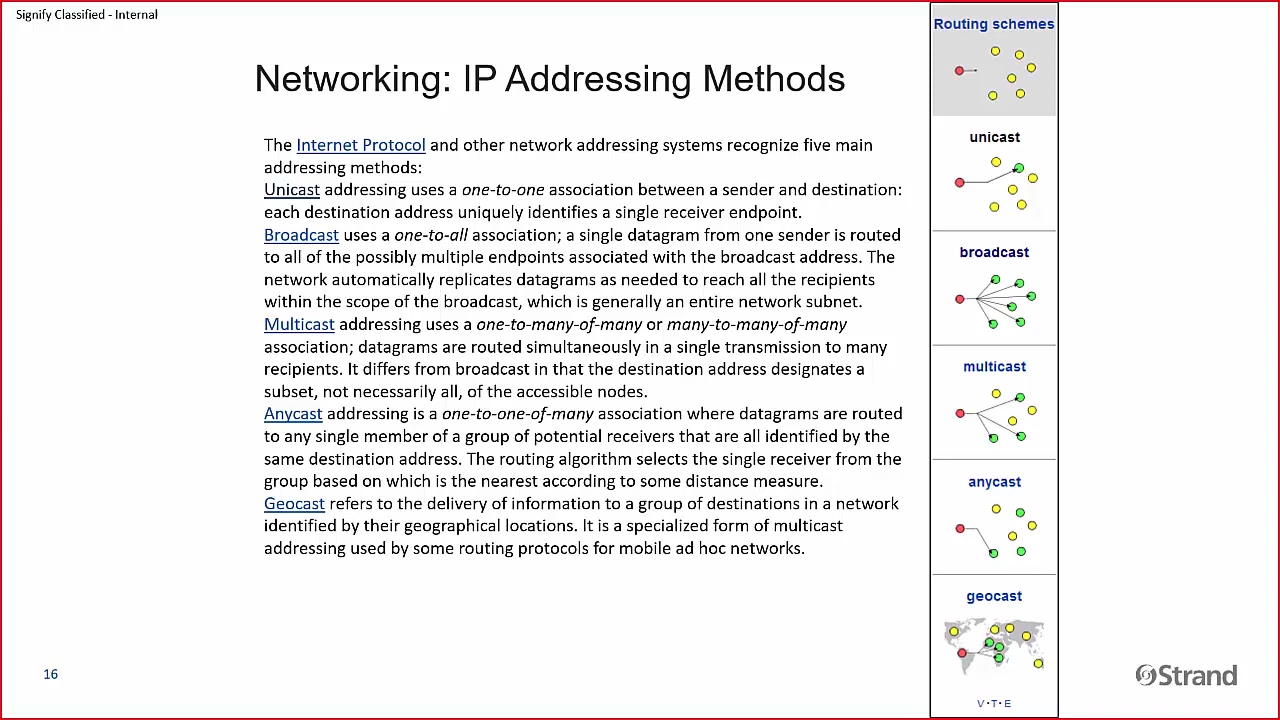 Signify Classified - Internal
Networking: IP Addressing Methods
The Internet Protocol and other network addressing systems recognize five main
addressing methods:
Unicast addressing uses a one-to-one association between a sender and destination:
each destination address uniquely identifies a single receiver endpoint.
Broadcast uses a one-to-all association; a single datagram from one sender is routed
to all of the possibly multiple endpoints associated with the broadcast address. The
network automatically replicates datagrams as needed to reach all the recipients
within the scope of the broadcast, which is generally an entire network subnet.
Multicast addressing uses a one-to-many-of-many or many-to-many-of-many
association; datagrams are routed simultaneously in a single transmission to many
recipients. It differs from broadcast in that the destination address designates a
subset, not necessarily all, of the accessible nodes.
Anycast addressing is a one-to-one-of-many association where datagrams are routed
to any single member of a group of potential receivers that are all identified by the
same destination address. The routing algorithm selects the single receiver from the
group based on which is the nearest according to some distance measure.
Geocast refers to the delivery of information to a group of destinations in a network
identified by their geographical locations. It is a specialized form of multicast
addressing used by some routing protocols for mobile ad hoc networks.
Routing schemes
unicast
broadcast
multicast
anycast
geocast
V·T·E
16
Strand